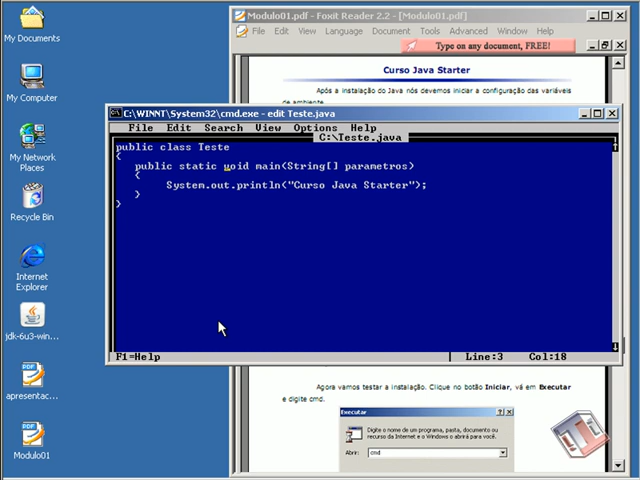 My Documents
My Computer
My Network
Places
Recycle Bin
Internet
Explorer
jdk-6u3-win...
apresentac...
Modulo01
Modulo01.pdf - Foxit Reader 2.2 - [Modulo01.pdf]
File Edit View Language Document Tools Advanced Window Help
Type on any document, FREE!
Curso Java Starter
Após a instalação do Java nós devemos iniciar a configuração das variáveis
de ambiente
C:\WINNT\System32\cmd.exe - edit Teste.java
File Edit Search View Options Help
C:\Teste.java
public class Teste
{
public static void main(String[] parametros)
{
System.out.println("Curso Java Starter");
}
}
F1=Help Line:3 Col:18
Agora vamos testar a instalação. Clique no botão Iniciar, vá em Executar
e digite cmd.
Executar
Digite o nome de um programa, pasta, documento ou
recurso da Internet e o Windows o abrirá para você.
Abrir: cmd